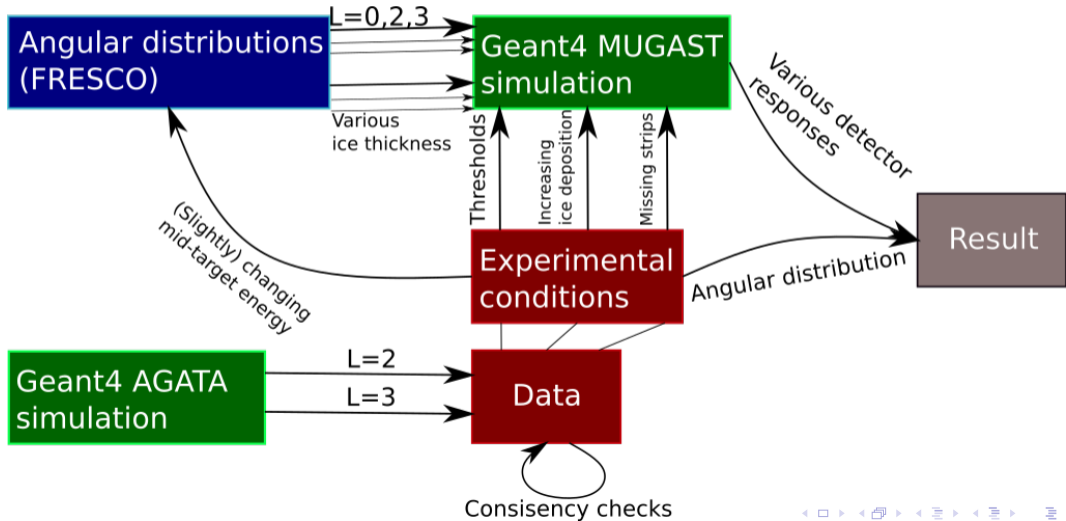 L=0,2,3
Angular distributions
(FRESCO)
Geant4 MUGAST
simulation
Various
ice thickness
Various detector
responses
Thresholds
Increasing
ice deposition
Missing strips
(Slightly) changing
mid-target energy
Experimental
conditions
Angular distribution
Result
Geant4 AGATA
simulation
L=2
L=3
Data
Consisency checks